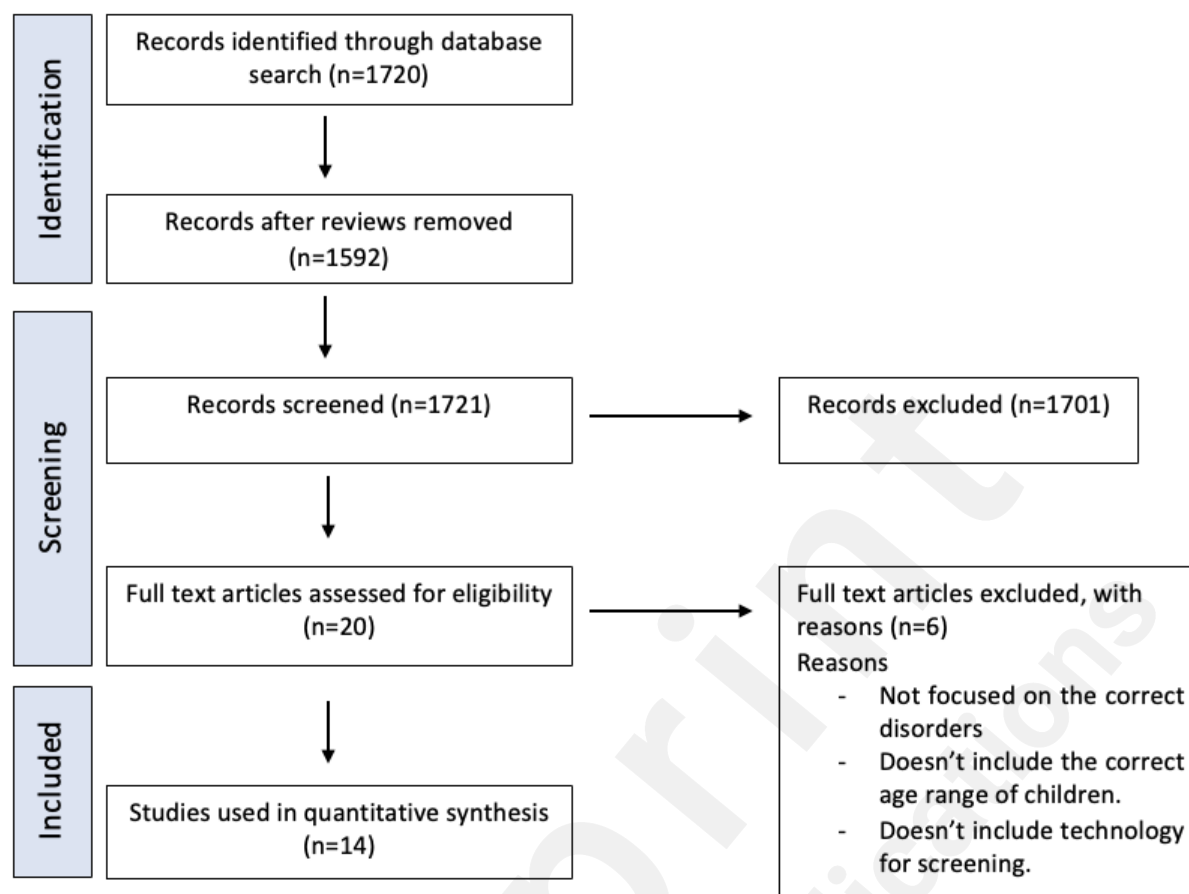 Identification
Records identified through database
search (n=1720)
Records after reviews removed
(n=1592)
Screening
Records screened (n=1721)
Records excluded (n=1701)
Full text articles assessed for eligibility
(n=20)
Full text articles excluded, with
reasons (n=6)
Reasons
- Not focused on the correct
disorders
- Doesn’t include the correct
age range of children.
- Doesn’t include technology
for screening.
Included
Studies used in quantitative synthesis
(n=14)
print
ications